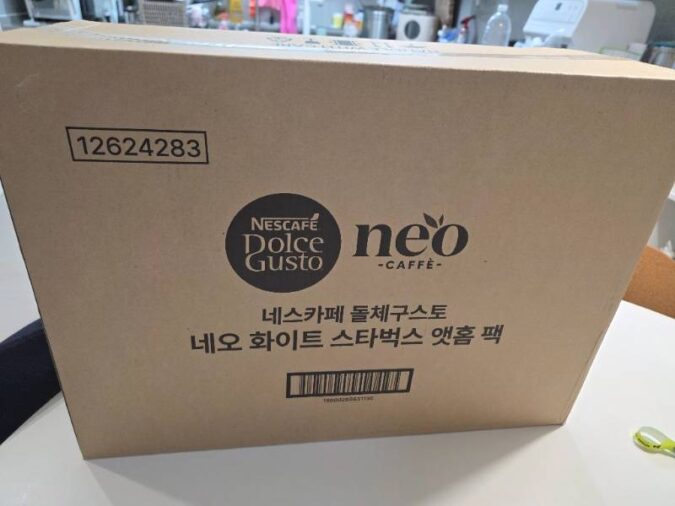 12624283
NESCAFÉ
Dolce
Gusto
neo
-CAFFÈ-
네스카페 돌체구스토
네오 화이트 스타벅스 앳홈 팩